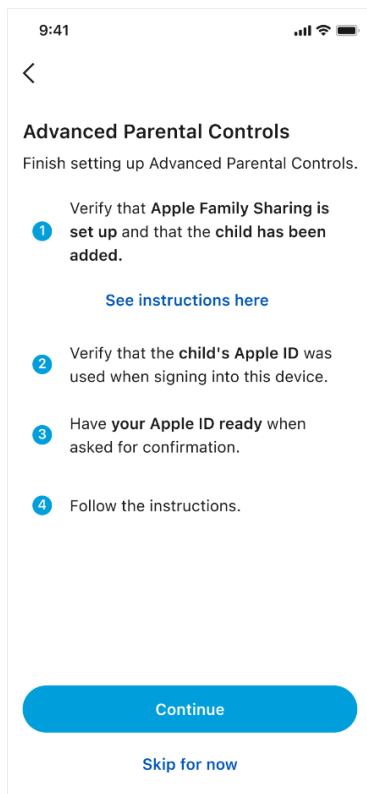 9:41
Advanced Parental Controls
Finish setting up Advanced Parental Controls.
1
Verify that Apple Family Sharing is
set up and that the child has been
added.
See instructions here
2
Verify that the child's Apple ID was
used when signing into this device.
3
Have your Apple ID ready when
asked for confirmation.
4
Follow the instructions.
Continue
Skip for now